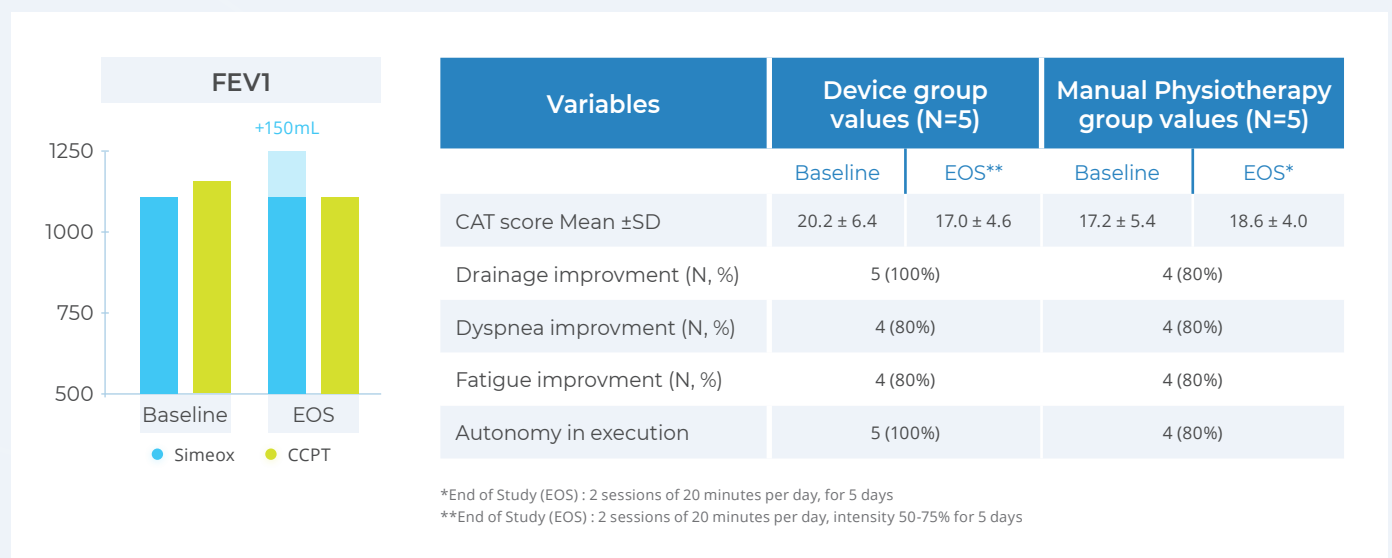 FEV1
+150mL
1250
1000
750
500
Baseline EOS
Simeox CCPT
Variables
Device group
values (N=5)
Manual Physiotherapy
group values (N=5)
Baseline EOS** Baseline EOS*
CAT score Mean ±SD 20.2 ± 6.4 17.0 ± 4.6 17.2 ± 5.4 18.6 ± 4.0
Drainage improvment (N, %) 5 (100%) 4 (80%)
Dyspnea improvment (N, %) 4 (80%) 4 (80%)
Fatigue improvment (N, %) 4 (80%) 4 (80%)
Autonomy in execution 5 (100%) 4 (80%)
*End of Study (EOS) : 2 sessions of 20 minutes per day, for 5 days
**End of Study (EOS) : 2 sessions of 20 minutes per day, intensity 50-75% for 5 days